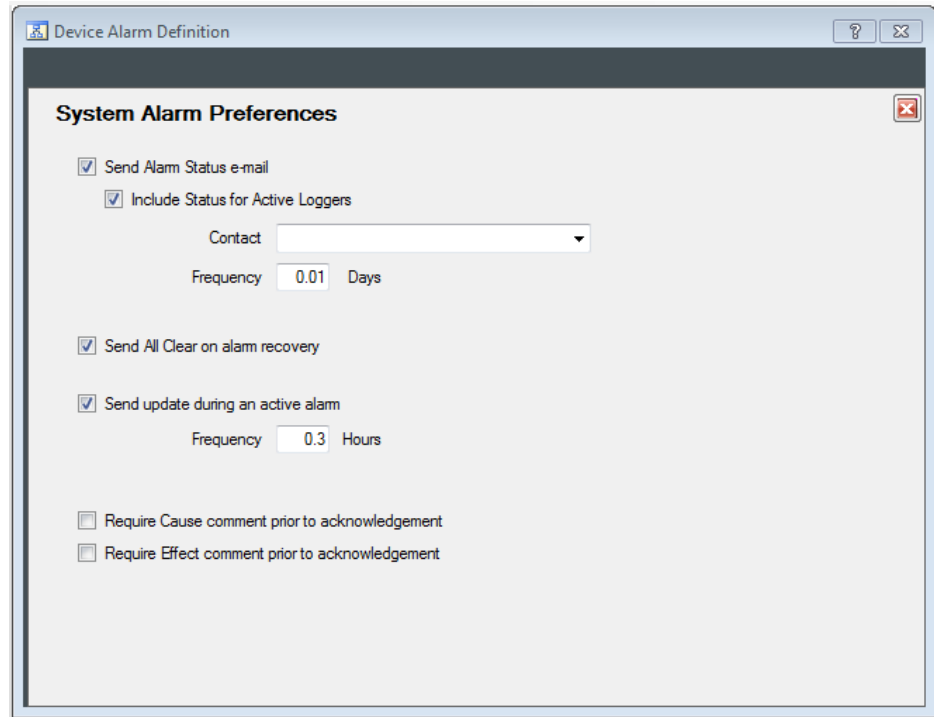 Device Alarm Definition
System Alarm Preferences
Send Alarm Status e-mail
Include Status for Active Loggers
Contact
Frequency 0.01 Days
Send All Clear on alarm recovery
Send update during an active alarm
Frequency 0.3 Hours
Require Cause comment prior to acknowledgement
Require Effect comment prior to acknowledgement